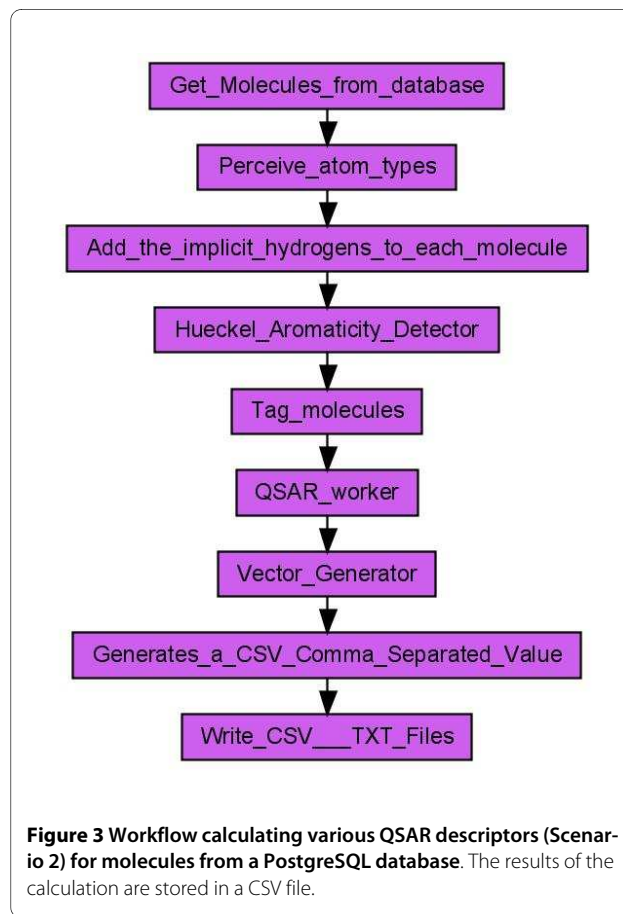 Get_Molecules_from_database
Perceive_atom_types
Add_the_implicit_hydrogens_to_each_molecule
Hueckel_Aromaticity_Detector
Tag_molecules
QSAR_worker
Vector_Generator
Generates_a_CSV_Comma_Separated_Value
Write_CSV___TXT_Files
Figure 3 Workflow calculating various QSAR descriptors (Scenar-
io 2) for molecules from a PostgreSQL database. The results of the
calculation are stored in a CSV file.